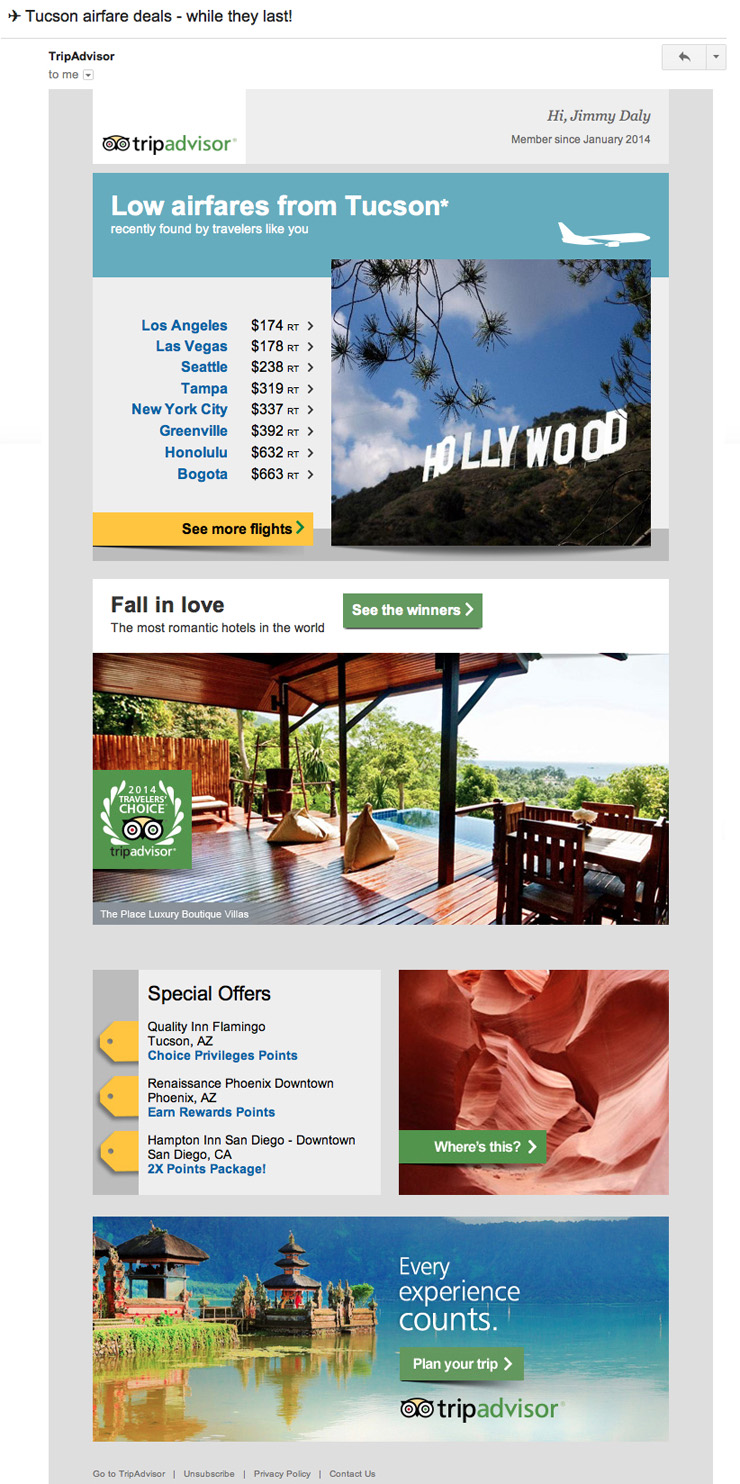 ✈ Tucson airfare deals - while they last!
TripAdvisor
to me
tripadvisor®
Hi, Jimmy Daly
Member since January 2014
Low airfares from Tucson*
recently found by travelers like you
Los Angeles $174 RT
Las Vegas $178 RT
Seattle $238 RT
Tampa $319 RT
New York City $337 RT
Greenville $392 RT
Honolulu $632 RT
Bogota $663 RT
See more flights
HOLLYWOOD
Fall in love
The most romantic hotels in the world
See the winners
2014
TRAVELERS'
CHOICE
tripadvisor®
The Place Luxury Boutique Villas
Special Offers
Quality Inn Flamingo
Tucson, AZ
Choice Privileges Points
Renaissance Phoenix Downtown
Phoenix, AZ
Earn Rewards Points
Hampton Inn San Diego - Downtown
San Diego, CA
2X Points Package!
Where's this?
Every
experience
counts.
Plan your trip
tripadvisor®
Go to TripAdvisor | Unsubscribe | Privacy Policy | Contact Us